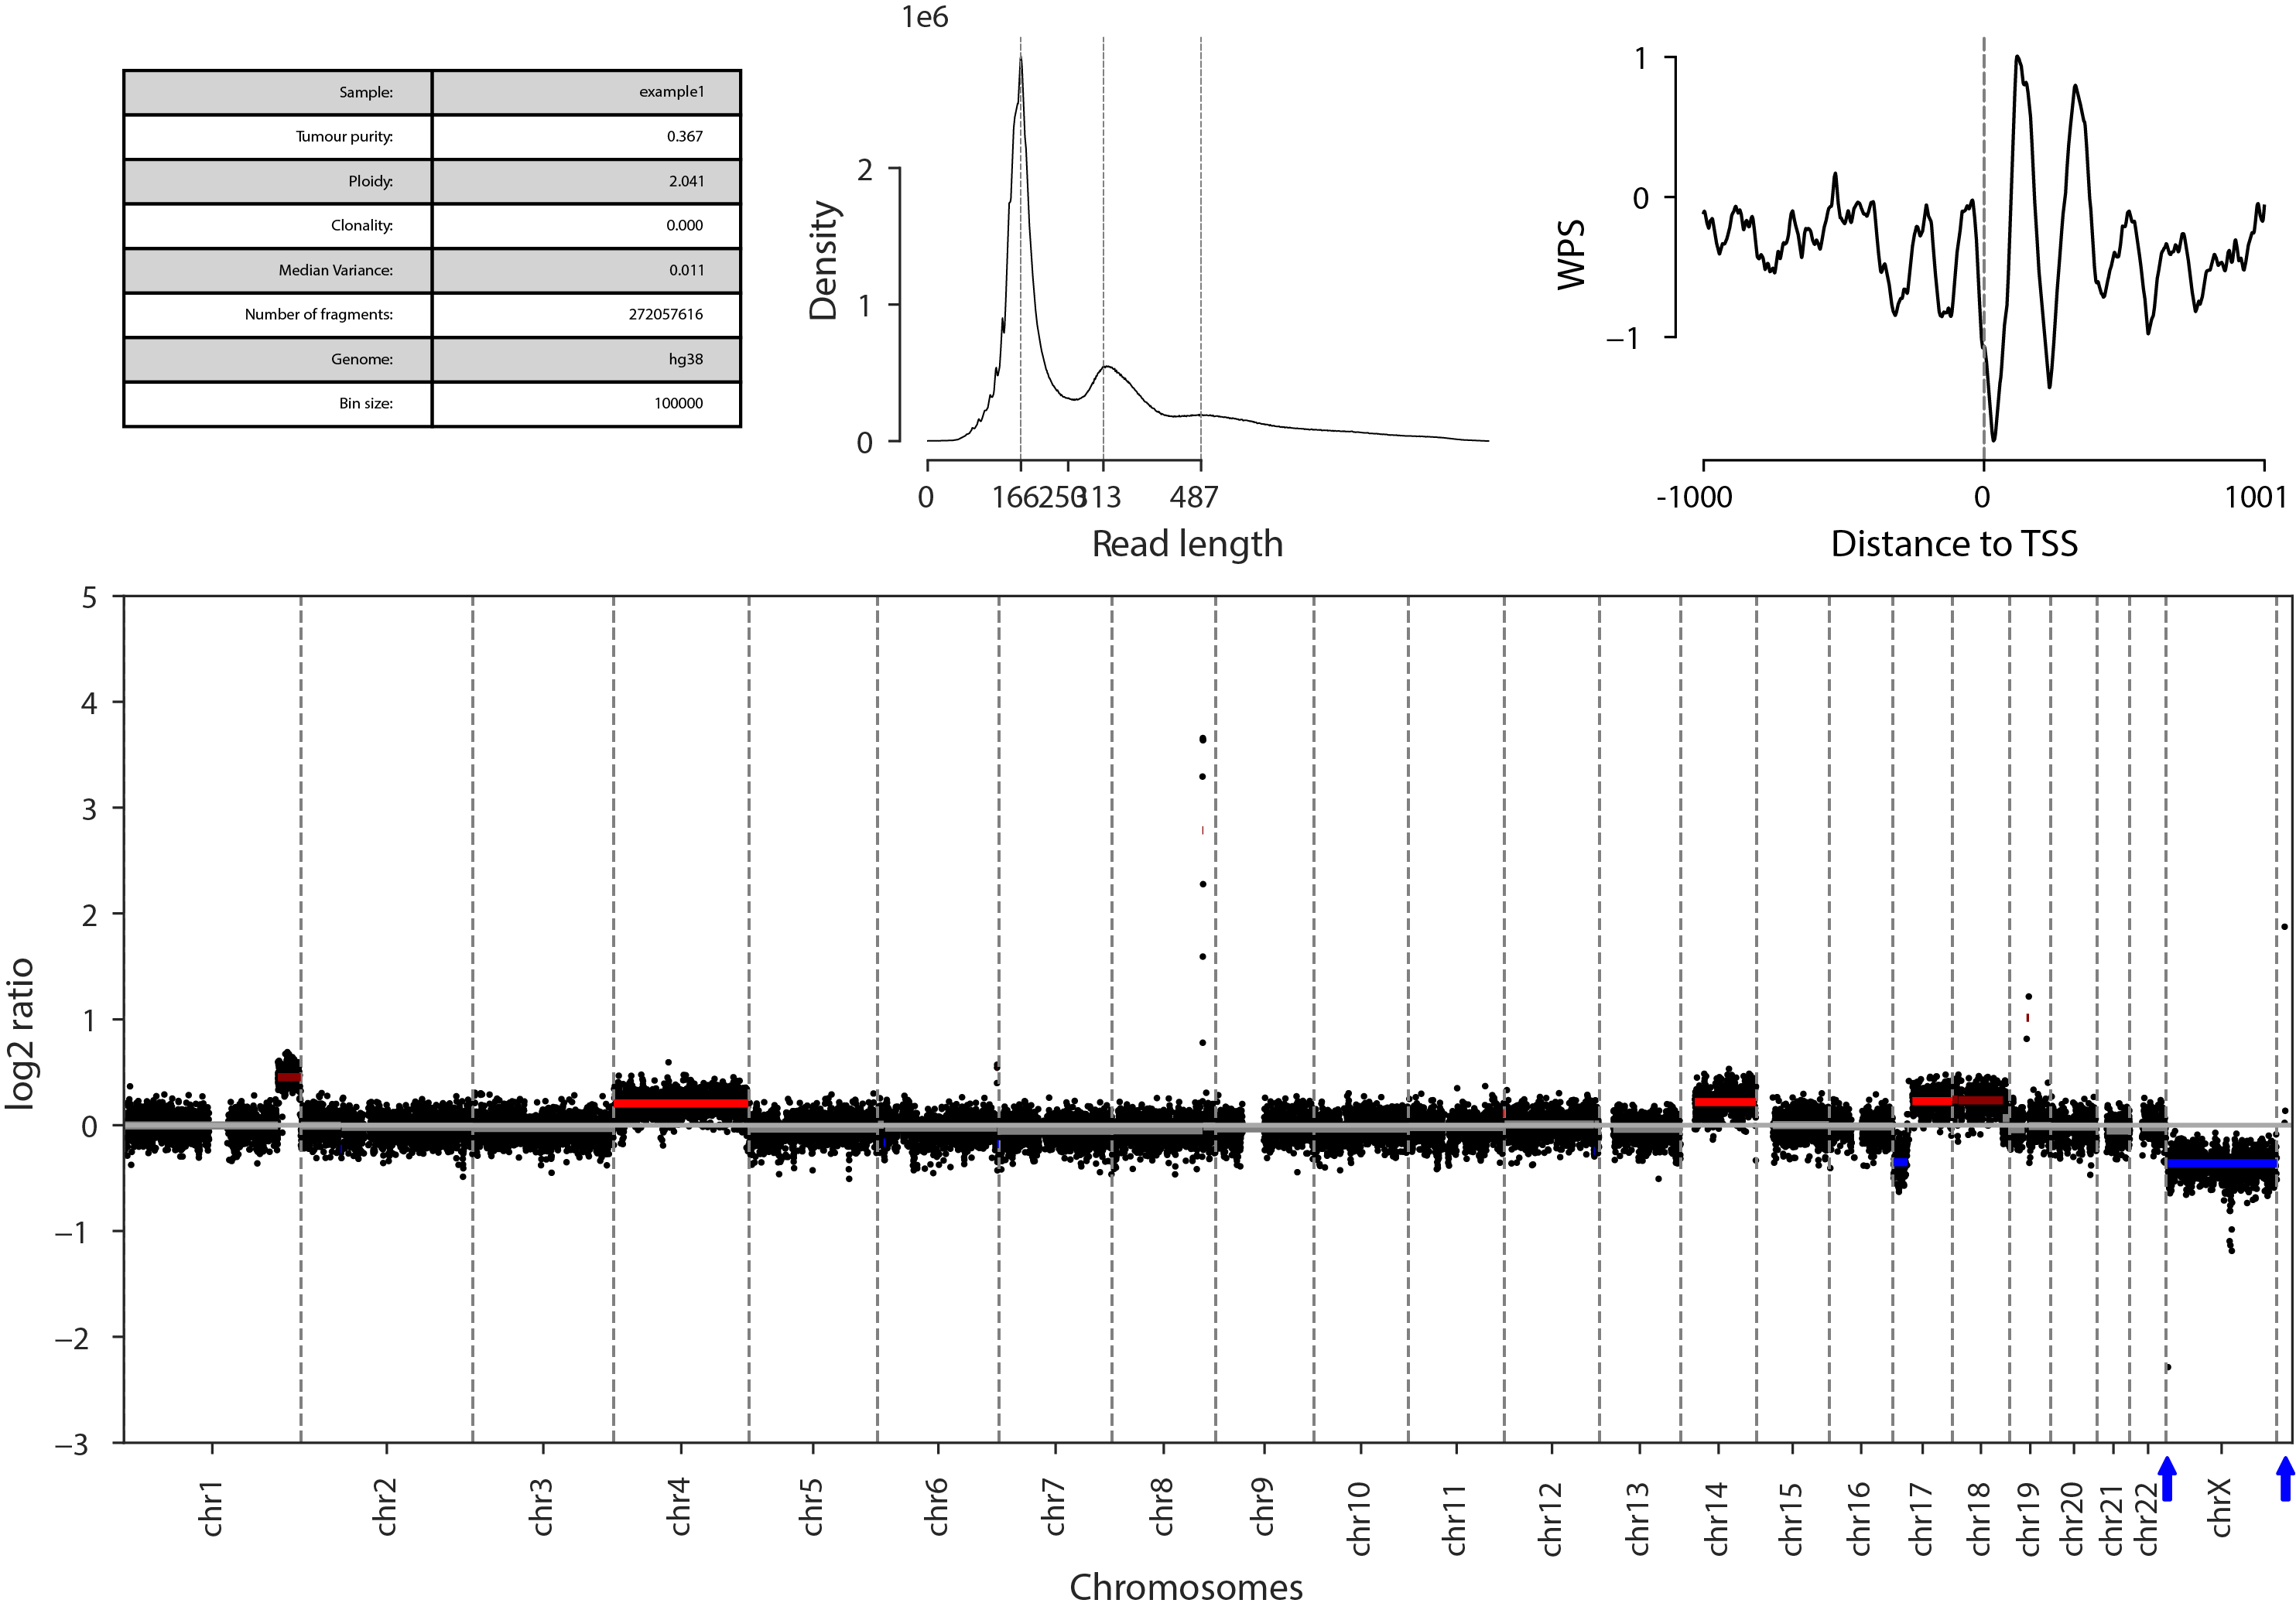 Sample: example1
Tumour purity: 0.367
Ploidy: 2.041
Clonality: 0.000
Median Variance: 0.011
Number of fragments: 272057616
Genome: hg38
Bin size: 100000
1e6
2
1
0
Density
0 166 250 313 487
Read length
1
0
−1
WPS
-1000 0 1001
Distance to TSS
5
4
3
2
1
0
−1
−2
−3
log2 ratio
chr1 chr2 chr3 chr4 chr5 chr6 chr7 chr8 chr9 chr10 chr11 chr12 chr13 chr14 chr15 chr16 chr17 chr18 chr19 chr20 chr21 chr22 chrX
Chromosomes